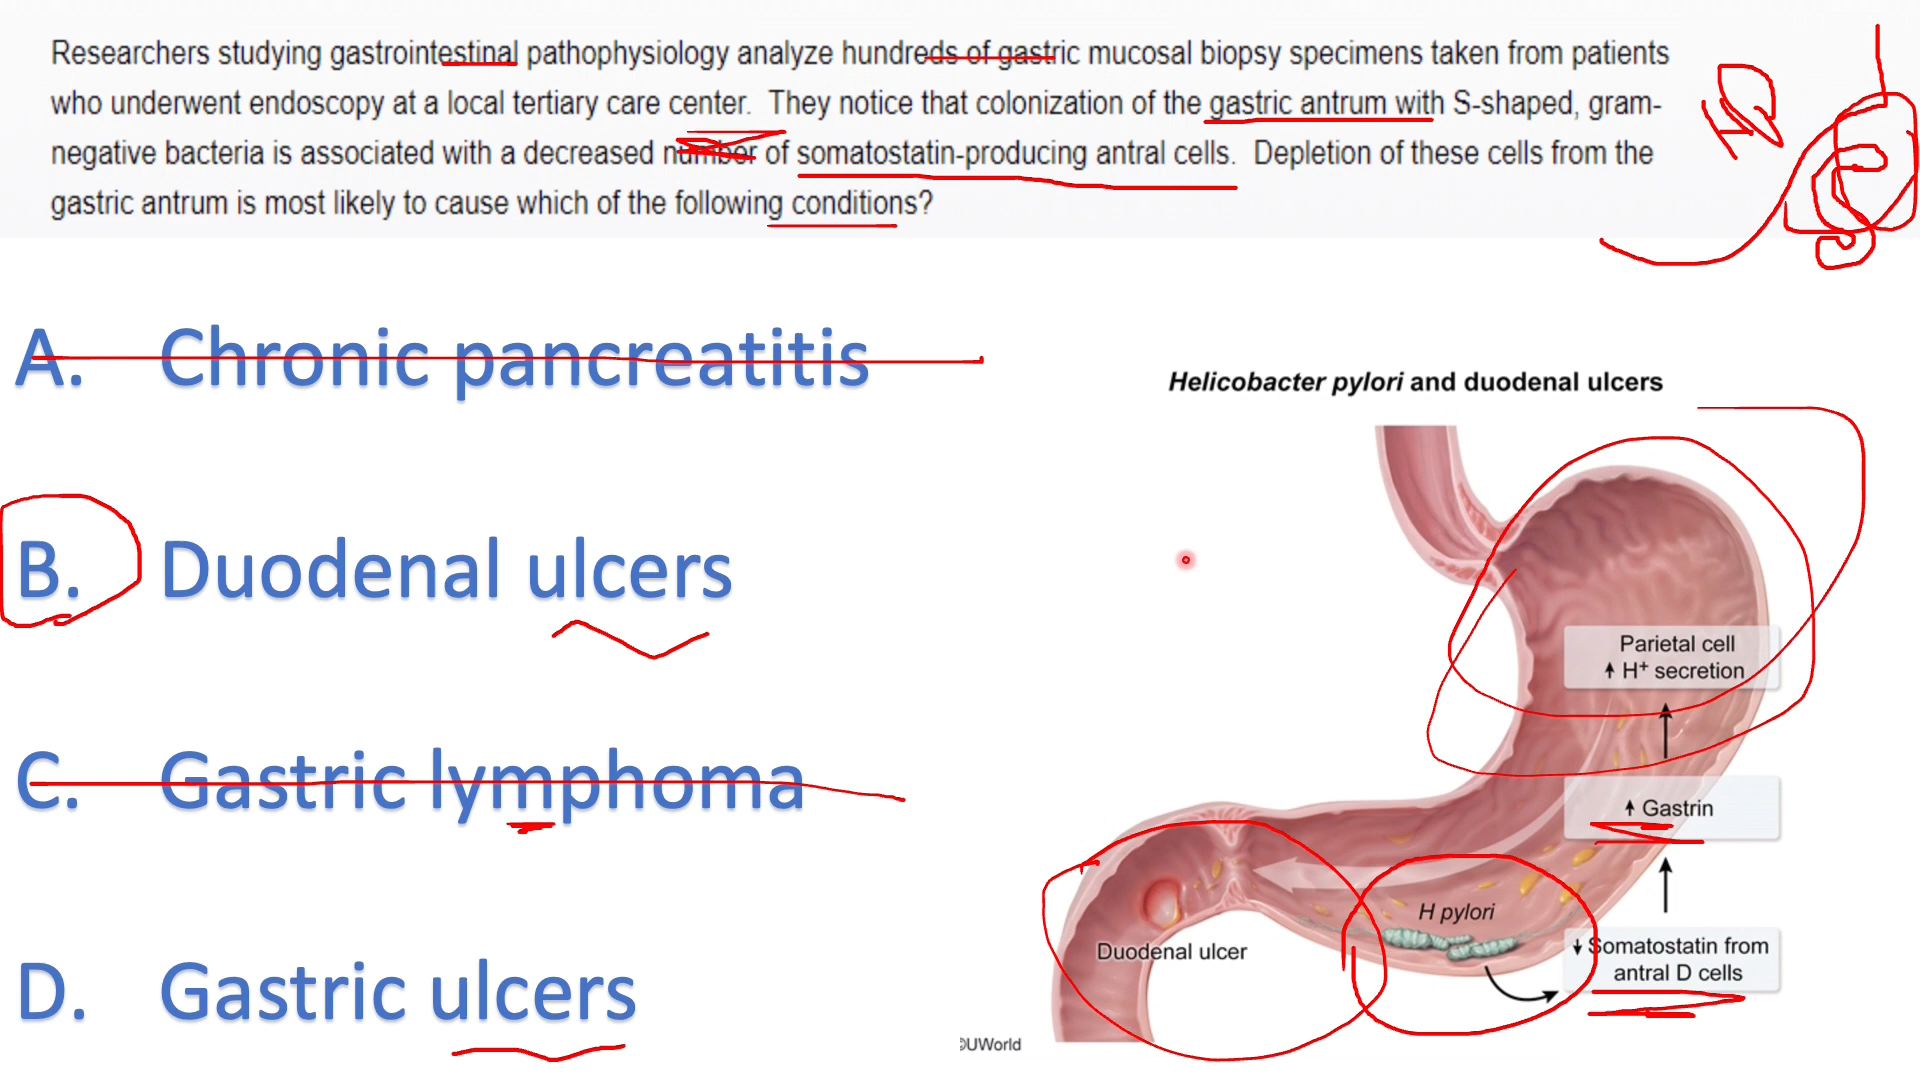 Researchers studying gastrointestinal pathophysiology analyze hundreds of gastric mucosal biopsy specimens taken from patients
who underwent endoscopy at a local tertiary care center. They notice that colonization of the gastric antrum with S-shaped, gram-
negative bacteria is associated with a decreased number of somatostatin-producing antral cells. Depletion of these cells from the
gastric antrum is most likely to cause which of the following conditions?
A. Chronic pancreatitis
B. Duodenal ulcers
C. Gastric lymphoma
D. Gastric ulcers
Helicobacter pylori and duodenal ulcers
Parietal cell
↑ H⁺ secretion
↑ Gastrin
H pylori
Duodenal ulcer
↓ Somatostatin from
antral D cells
©UWorld